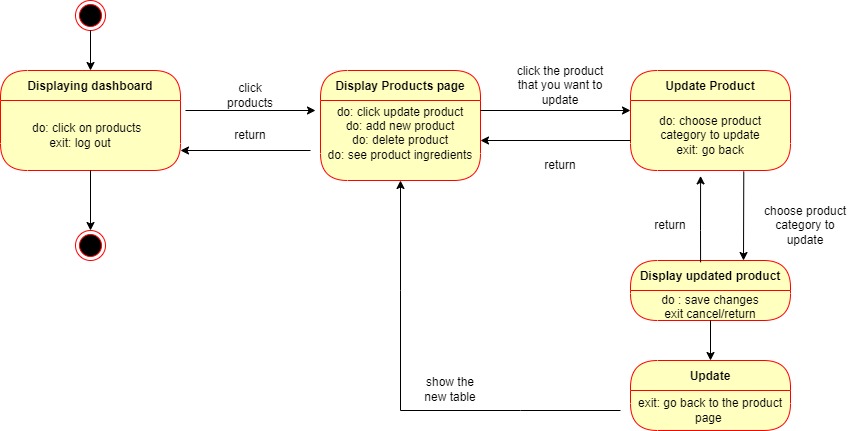 Displaying dashboard
do: click on products
exit: log out
click
products
return
Display Products page
do: click update product
do: add new product
do: delete product
do: see product ingredients
click the product
that you want to
update
return
Update Product
do: choose product
category to update
exit: go back
return
choose product
category to
update
Display updated product
do : save changes
exit cancel/return
Update
exit: go back to the product
page
show the
new table